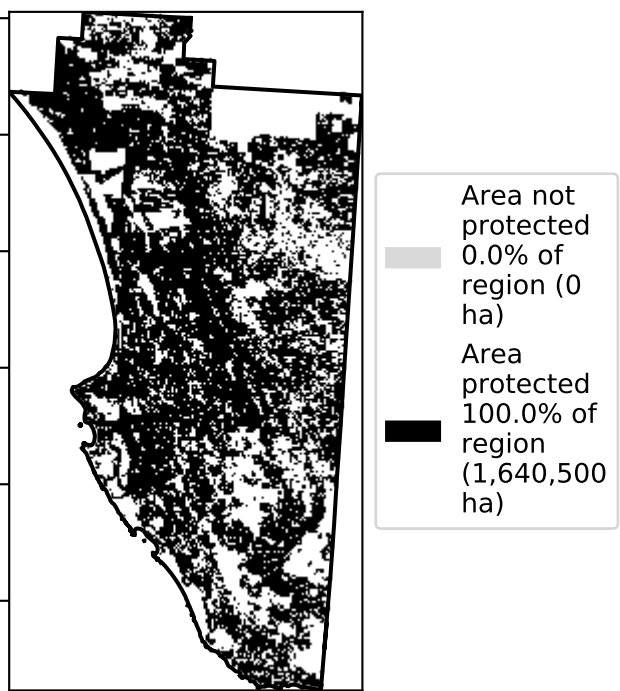 Area not
protected
0.0% of
region (0
ha)
Area
protected
100.0% of
region
(1,640,500
ha)